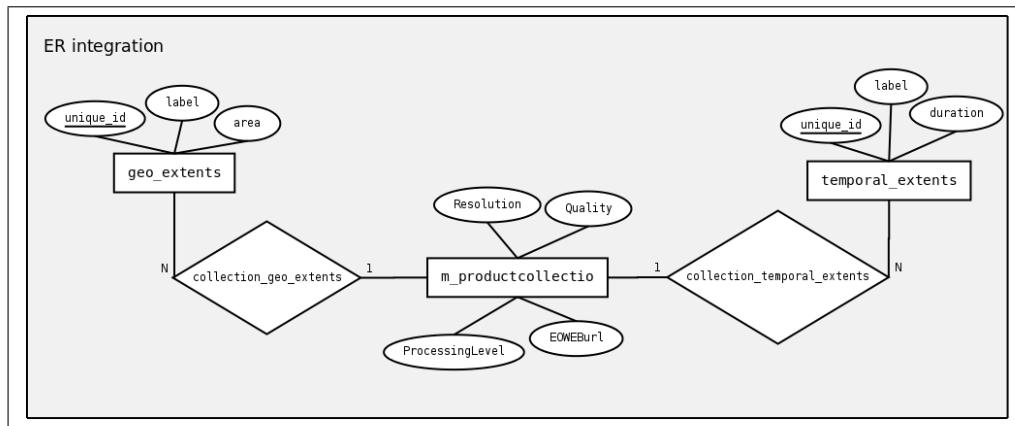 ER integration
unique_id
label
area
geo_extents
label
unique_id
duration
temporal_extents
Resolution
Quality
N
collection_geo_extents
1
m_productcollectio
1
collection_temporal_extents
N
ProcessingLevel
EOWEBurl